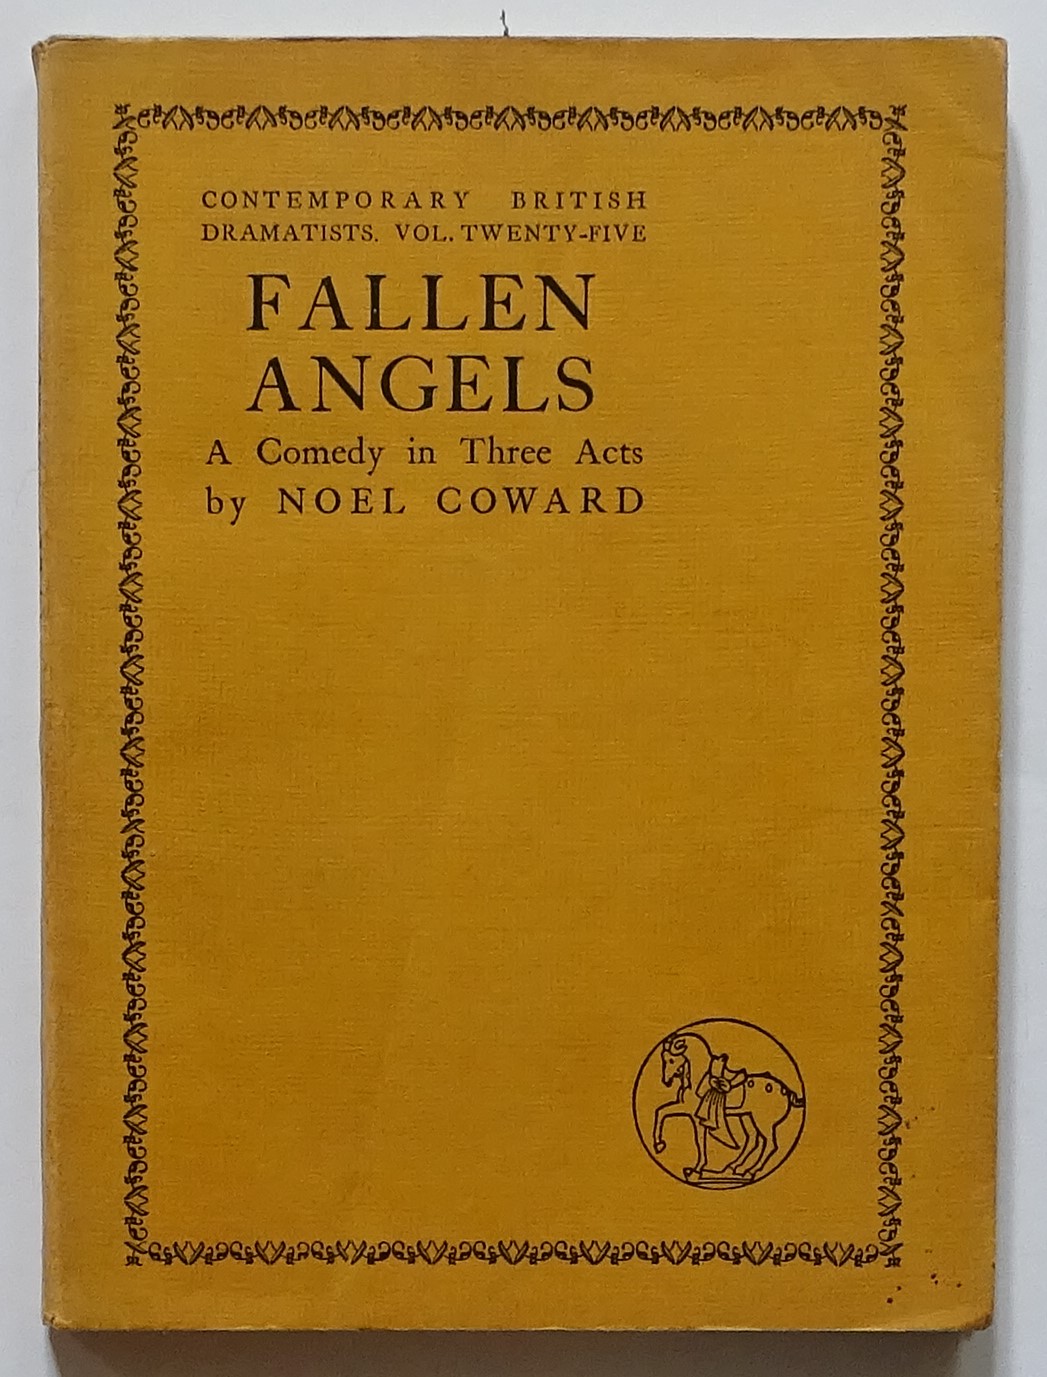 CONTEMPORARY BRITISH
DRAMATISTS. VOL. TWENTY-FIVE
FALLEN
ANGELS
A Comedy in Three Acts
by NOEL COWARD